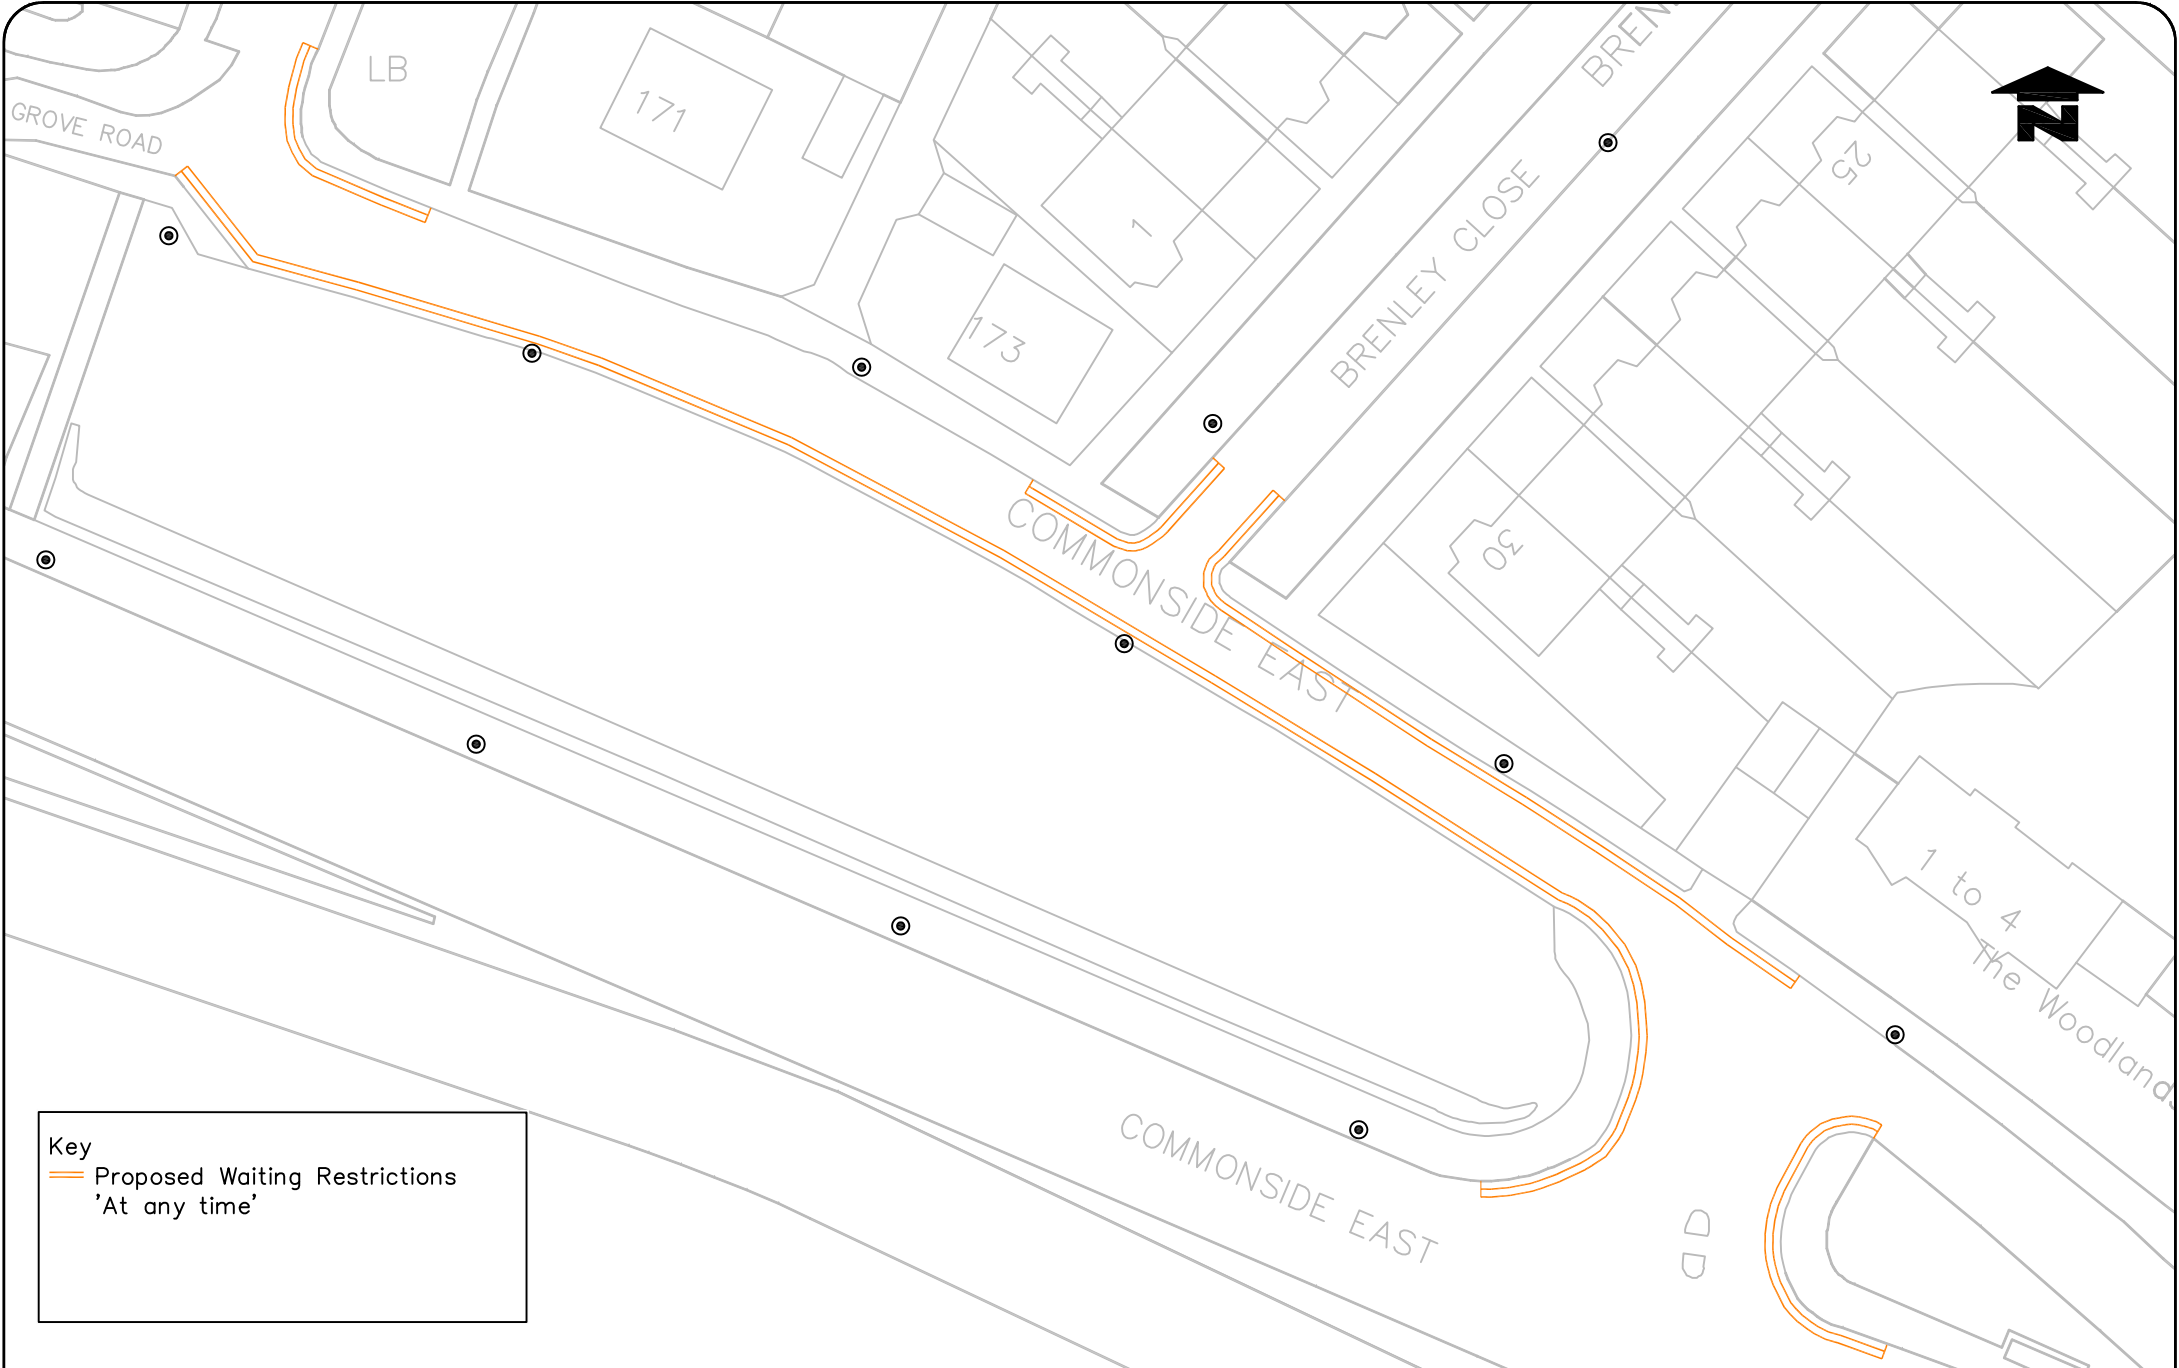 LB
171
GROVE ROAD
BREN
25
1
BRENLEY CLOSE
173
COMMONSIDE EAST
30
1 to 4
The Woodlands
COMMONSIDE EAST
Key
Proposed Waiting Restrictions
'At any time'
N